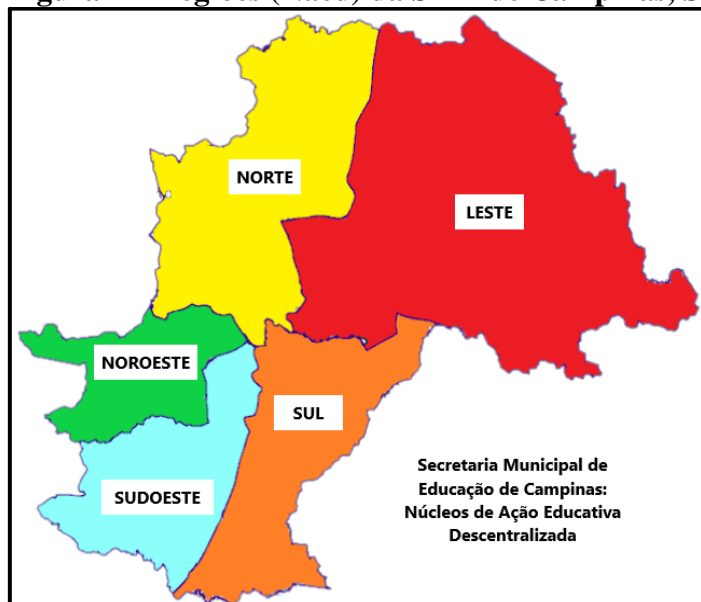 NORTE
LESTE
NOROESTE
SUL
SUDOESTE
Secretaria Municipal de
Educação de Campinas:
Núcleos de Ação Educativa
Descentralizada